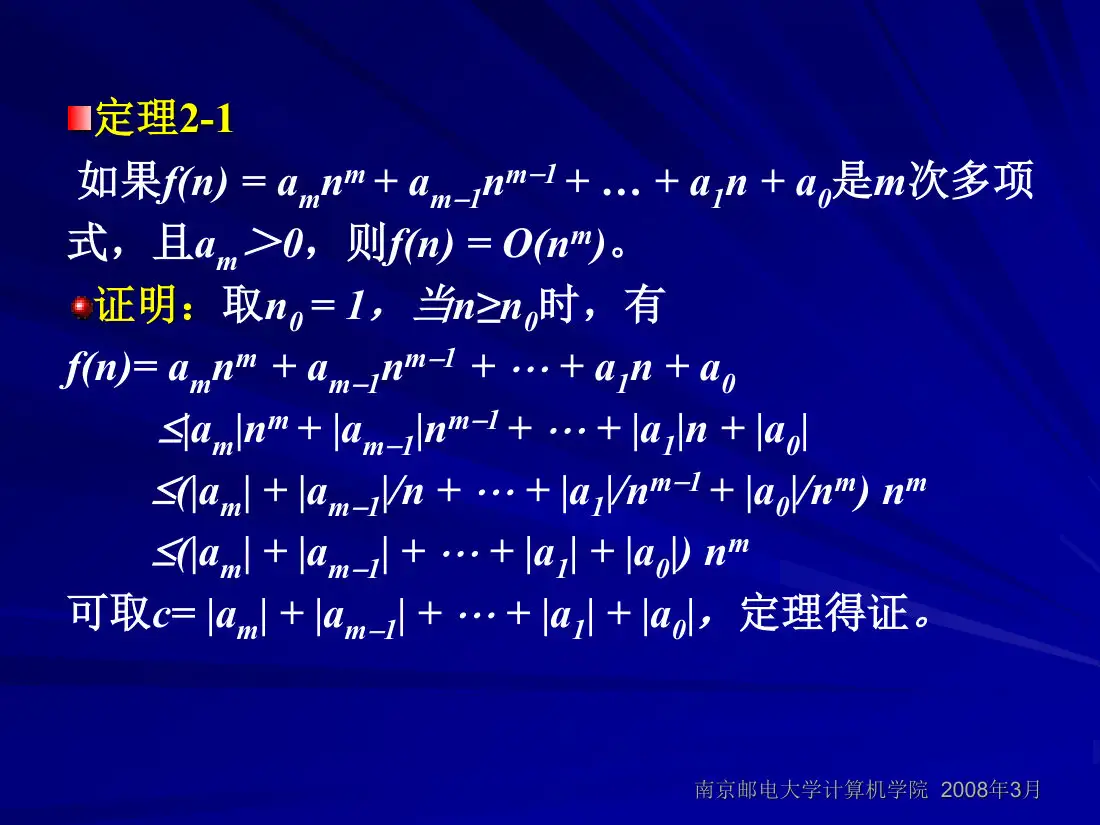 定理2-1
如果f(n) = aₘnᵐ + aₘ₋₁nᵐ⁻¹ + … + a₁n + a₀是m次多项
式，且aₘ＞0，则f(n) = O(nᵐ)。
证明：取n₀ = 1，当n≥n₀时，有
f(n)= aₘnᵐ + aₘ₋₁nᵐ⁻¹ + ⋯ + a₁n + a₀
≤|aₘ|nᵐ + |aₘ₋₁|nᵐ⁻¹ + ⋯ + |a₁|n + |a₀|
≤(|aₘ| + |aₘ₋₁|/n + ⋯ + |a₁|/nᵐ⁻¹ + |a₀|/nᵐ) nᵐ
≤(|aₘ| + |aₘ₋₁| + ⋯ + |a₁| + |a₀|) nᵐ
可取c= |aₘ| + |aₘ₋₁| + ⋯ + |a₁| + |a₀|，定理得证。
南京邮电大学计算机学院 2008年3月